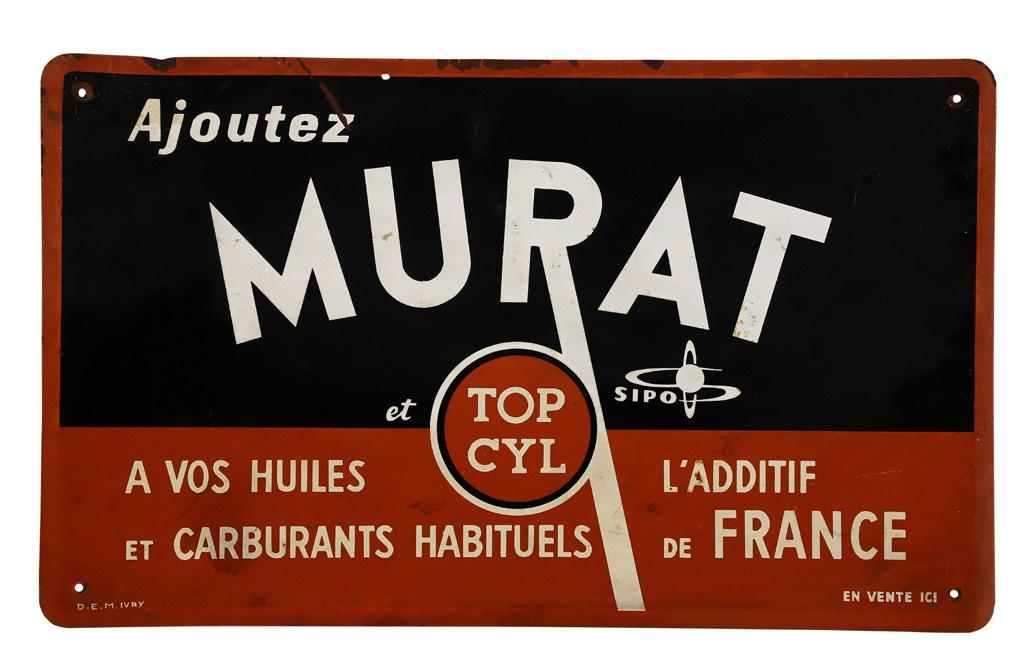 Ajoutez
MURAT
et TOP CYL
SIPO
A VOS HUILES
ET CARBURANTS HABITUELS
L'ADDITIF
DE FRANCE
EN VENTE ICI
D.E.M. IVRY